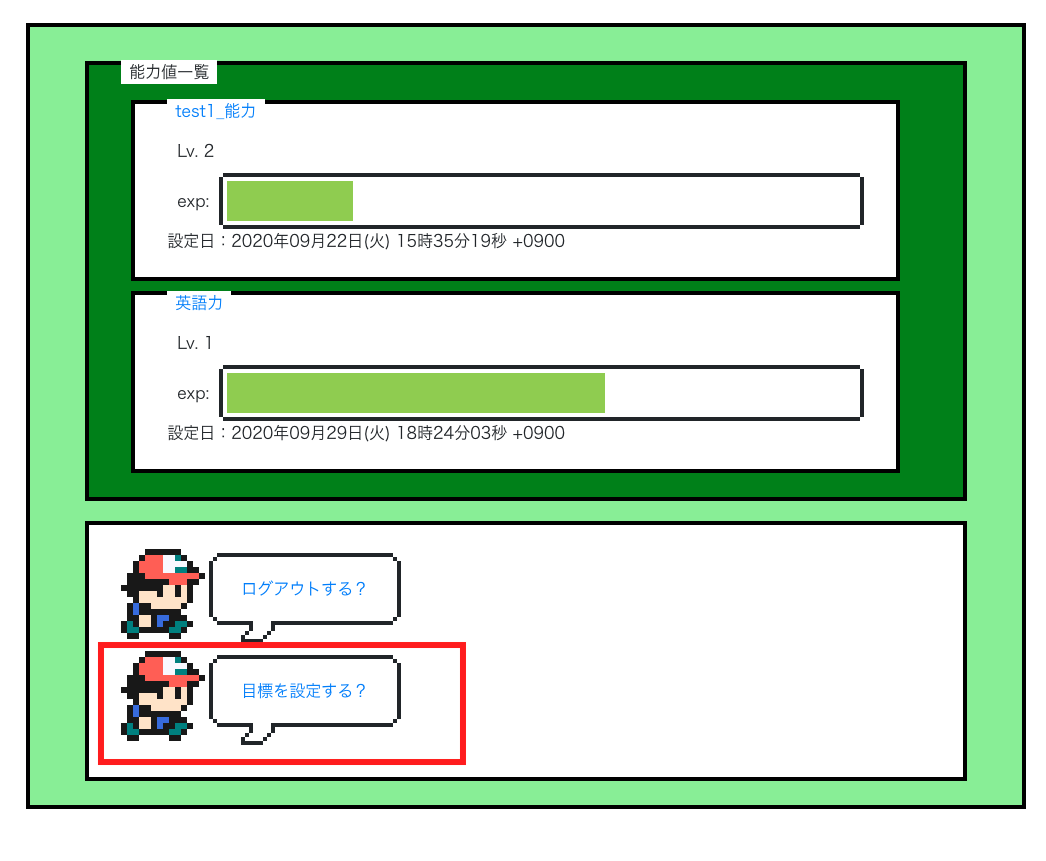 能力値一覧
test1_能力
Lv. 2
exp:
設定日：2020年09月22日(火) 15時35分19秒 +0900
英語力
Lv. 1
exp:
設定日：2020年09月29日(火) 18時24分03秒 +0900
ログアウトする？
目標を設定する？